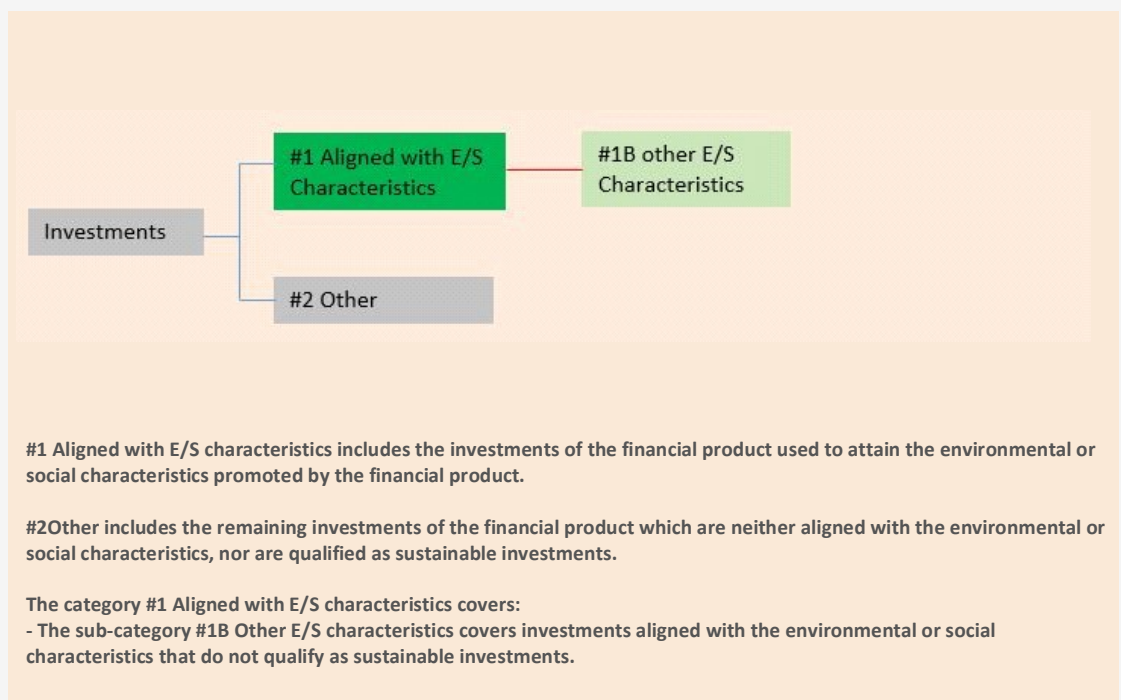 #1 Aligned with E/S
Characteristics
#1B other E/S
Characteristics
Investments
#2 Other
#1 Aligned with E/S characteristics includes the investments of the financial product used to attain the environmental or
social characteristics promoted by the financial product.
#2Other includes the remaining investments of the financial product which are neither aligned with the environmental or
social characteristics, nor are qualified as sustainable investments.
The category #1 Aligned with E/S characteristics covers:
- The sub-category #1B Other E/S characteristics covers investments aligned with the environmental or social
characteristics that do not qualify as sustainable investments.